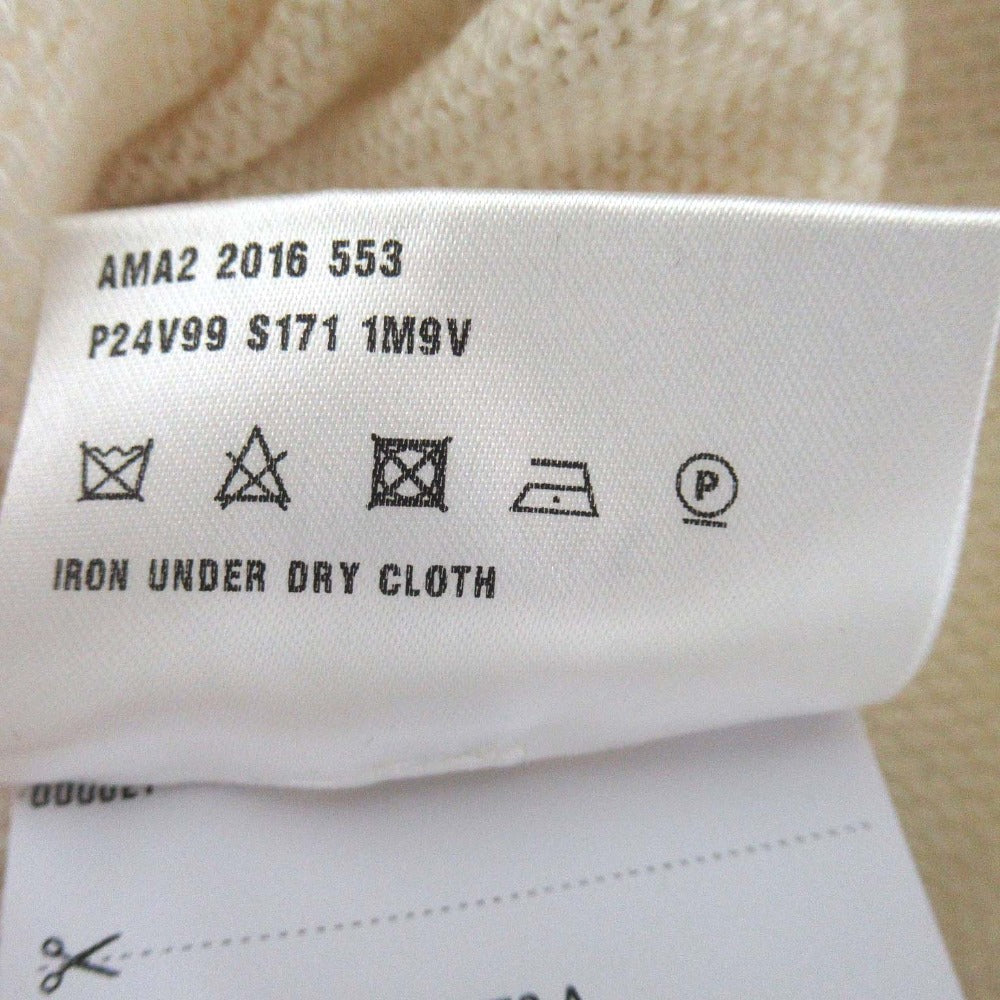 AMA2 2016 553
P24V99 S171 1M9V
P
IRON UNDER DRY CLOTH